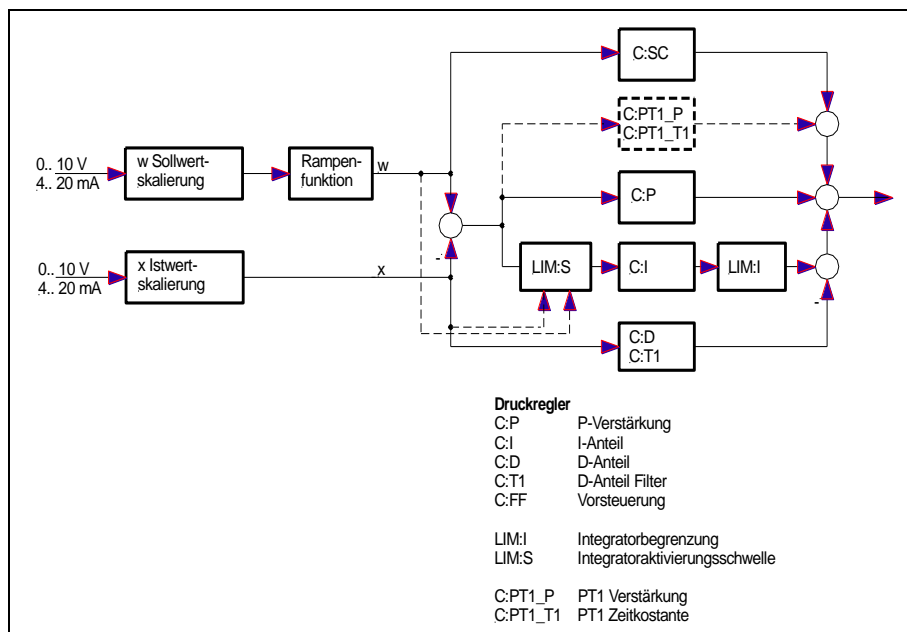 C:SC
C:PT1_P
C:PT1_T1
0.. 10 V
4.. 20 mA
w Sollwert-
skalierung
Rampen-
funktion
w
C:P
-
0.. 10 V
4.. 20 mA
x Istwert-
skalierung
x
LIM:S
C:I
LIM:I
-
C:D
C:T1
Druckregler
C:P P-Verstärkung
C:I I-Anteil
C:D D-Anteil
C:T1 D-Anteil Filter
C:FF Vorsteuerung
LIM:I Integratorbegrenzung
LIM:S Integratoraktivierungsschwelle
C:PT1_P PT1 Verstärkung
C:PT1_T1 PT1 Zeitkostante